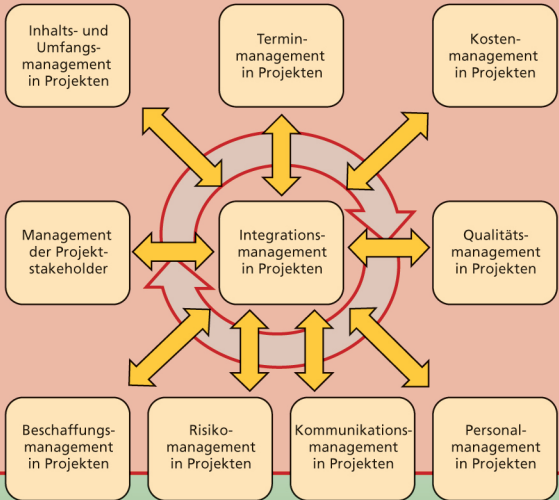 Inhalts- und
Umfangs-
management
in Projekten
Termin-
management
in Projekten
Kosten-
management
in Projekten
Management
der Projekt-
stakeholder
Integrations-
management
in Projekten
Qualitäts-
management
in Projekten
Beschaffungs-
management
in Projekten
Risiko-
management
in Projekten
Kommunikations-
management
in Projekten
Personal-
management
in Projekten